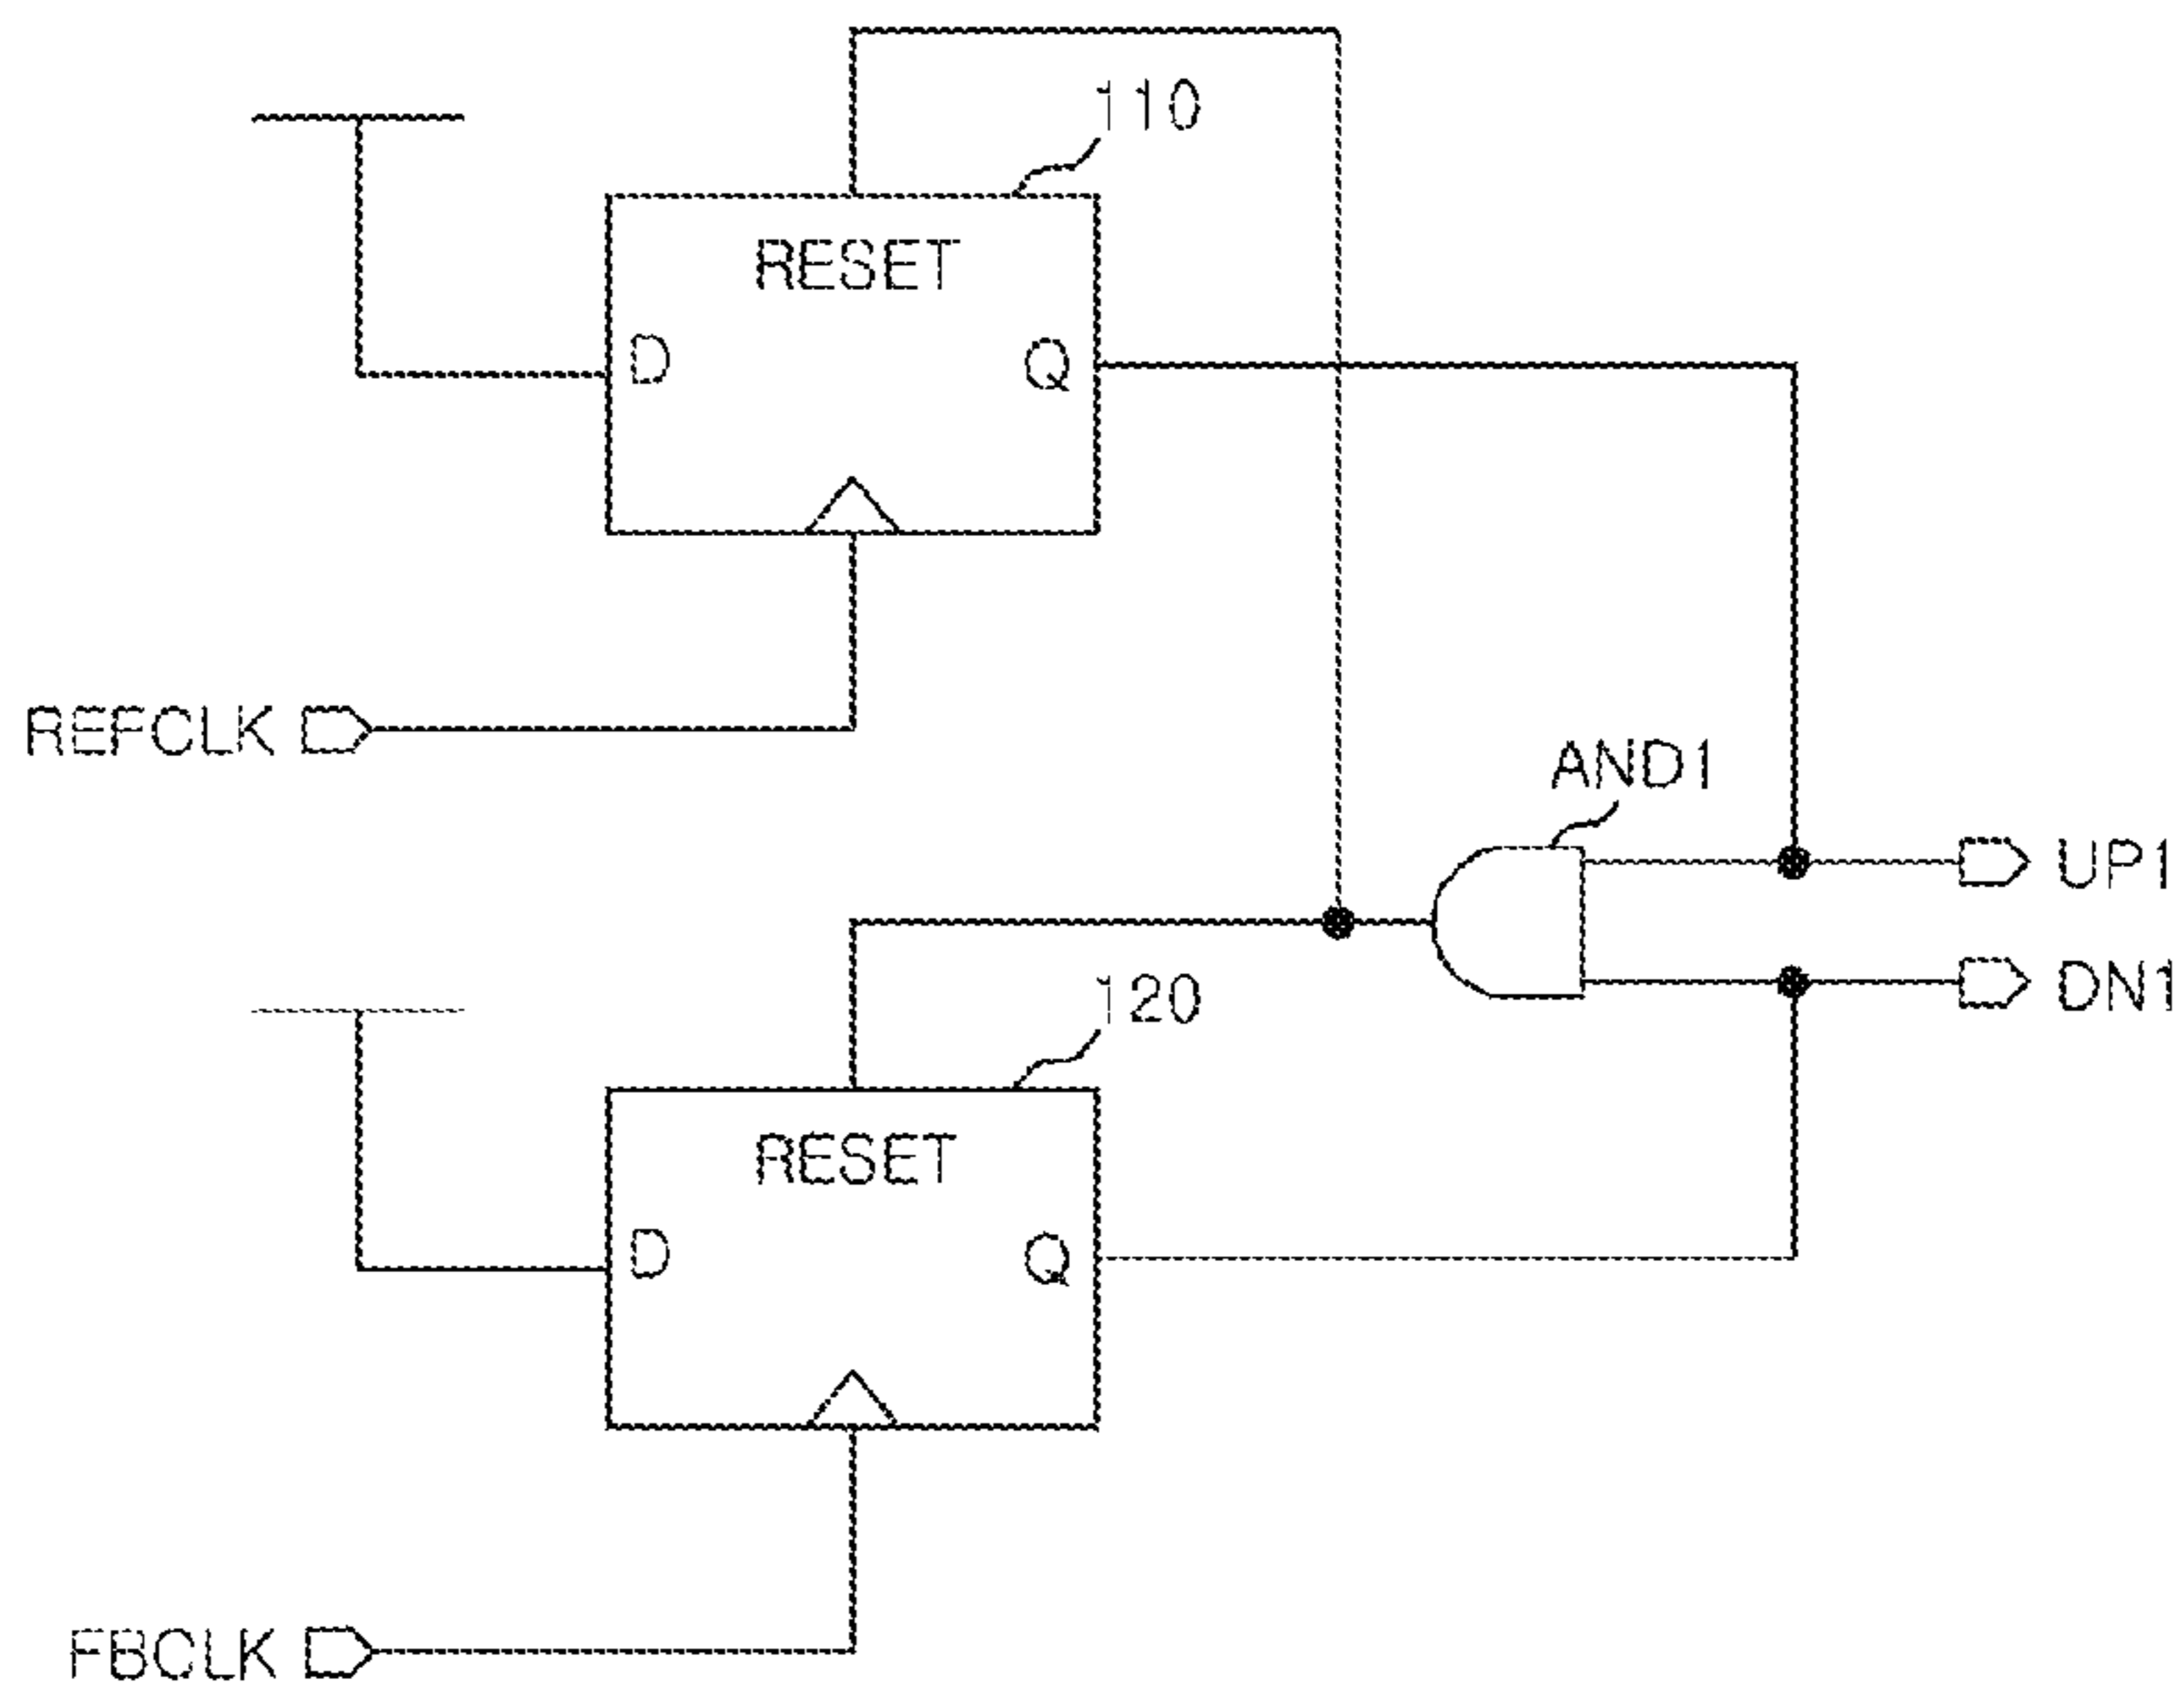 110
RESET
D
Q
REFCLK
AND1
UP1
DN1
120
RESET
D
Q
FBCLK